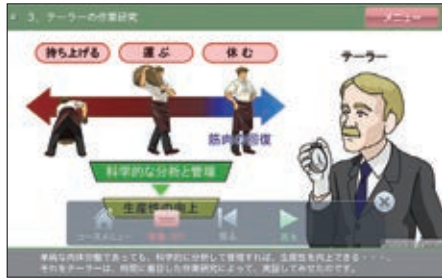 3. テーラーの作業研究
メニュー
持ち上げる
運ぶ
休む
テーラー
筋肉の回復
科学的な分析と管理
生産性の向上
コースメニュー
戻る
単純な肉体労働であっても、科学的に分析して管理すれば、生産性を向上できる・・・。
それをテーラーは、時間に着目した作業研究によって、実証してみせたのです。